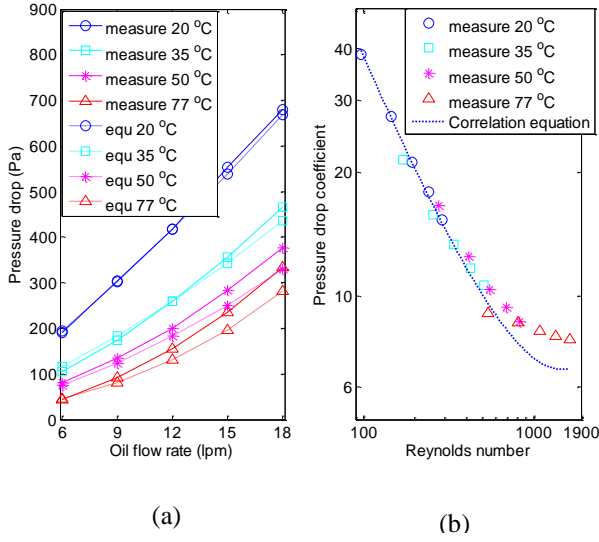 900
800
700
600
500
400
300
200
100
0
Pressure drop (Pa)
measure 20 °C
measure 35 °C
measure 50 °C
measure 77 °C
equ 20 °C
equ 35 °C
equ 50 °C
equ 77 °C
6 9 12 15 18
Oil flow rate (lpm)
(a)
40
30
20
10
6
Pressure drop coefficient
measure 20 °C
measure 35 °C
measure 50 °C
measure 77 °C
Correlation equation
100 1000 1900
Reynolds number
(b)